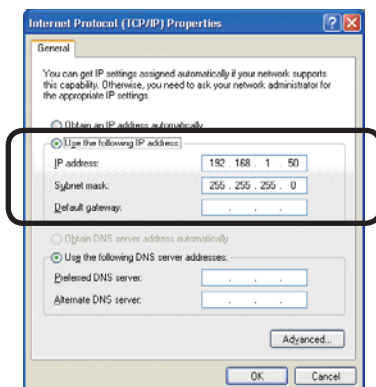 Internet Protocol (TCP/IP) Properties
General
You can get IP settings assigned automatically if your network supports
this capability. Otherwise, you need to ask your network administrator for
the appropriate IP settings.
Obtain an IP address automatically
Use the following IP address:
IP address: 192 . 168 . 1 . 50
Subnet mask: 255 . 255 . 255 . 0
Default gateway: . . .
Obtain DNS server address automatically
Use the following DNS server addresses:
Preferred DNS server: . . .
Alternate DNS server: . . .
Advanced...
OK Cancel